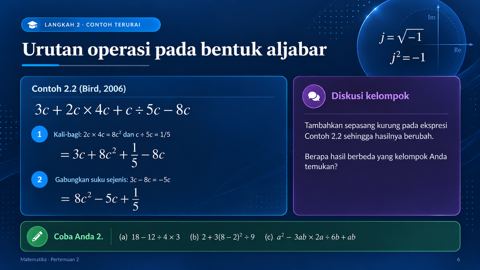 LANGKAH 2 · CONTOH TERURAI
Urutan operasi pada bentuk aljabar
Im
j = √−1
Re
j² = −1
Contoh 2.2 (Bird, 2006)
3c + 2c × 4c + c ÷ 5c − 8c
1 Kali-bagi: 2c × 4c = 8c² dan c ÷ 5c = 1/5
= 3c + 8c² + 1/5 − 8c
2 Gabungkan suku sejenis: 3c − 8c = −5c
= 8c² − 5c + 1/5
Diskusi kelompok
Tambahkan sepasang kurung pada ekspresi
Contoh 2.2 sehingga hasilnya berubah.
Berapa hasil berbeda yang kelompok Anda
temukan?
Coba Anda 2. (a) 18 − 12 ÷ 4 × 3 (b) 2 + 3(8 − 2)² ÷ 9 (c) a² − 3ab × 2a ÷ 6b + ab
Matematika · Pertemuan 2
6